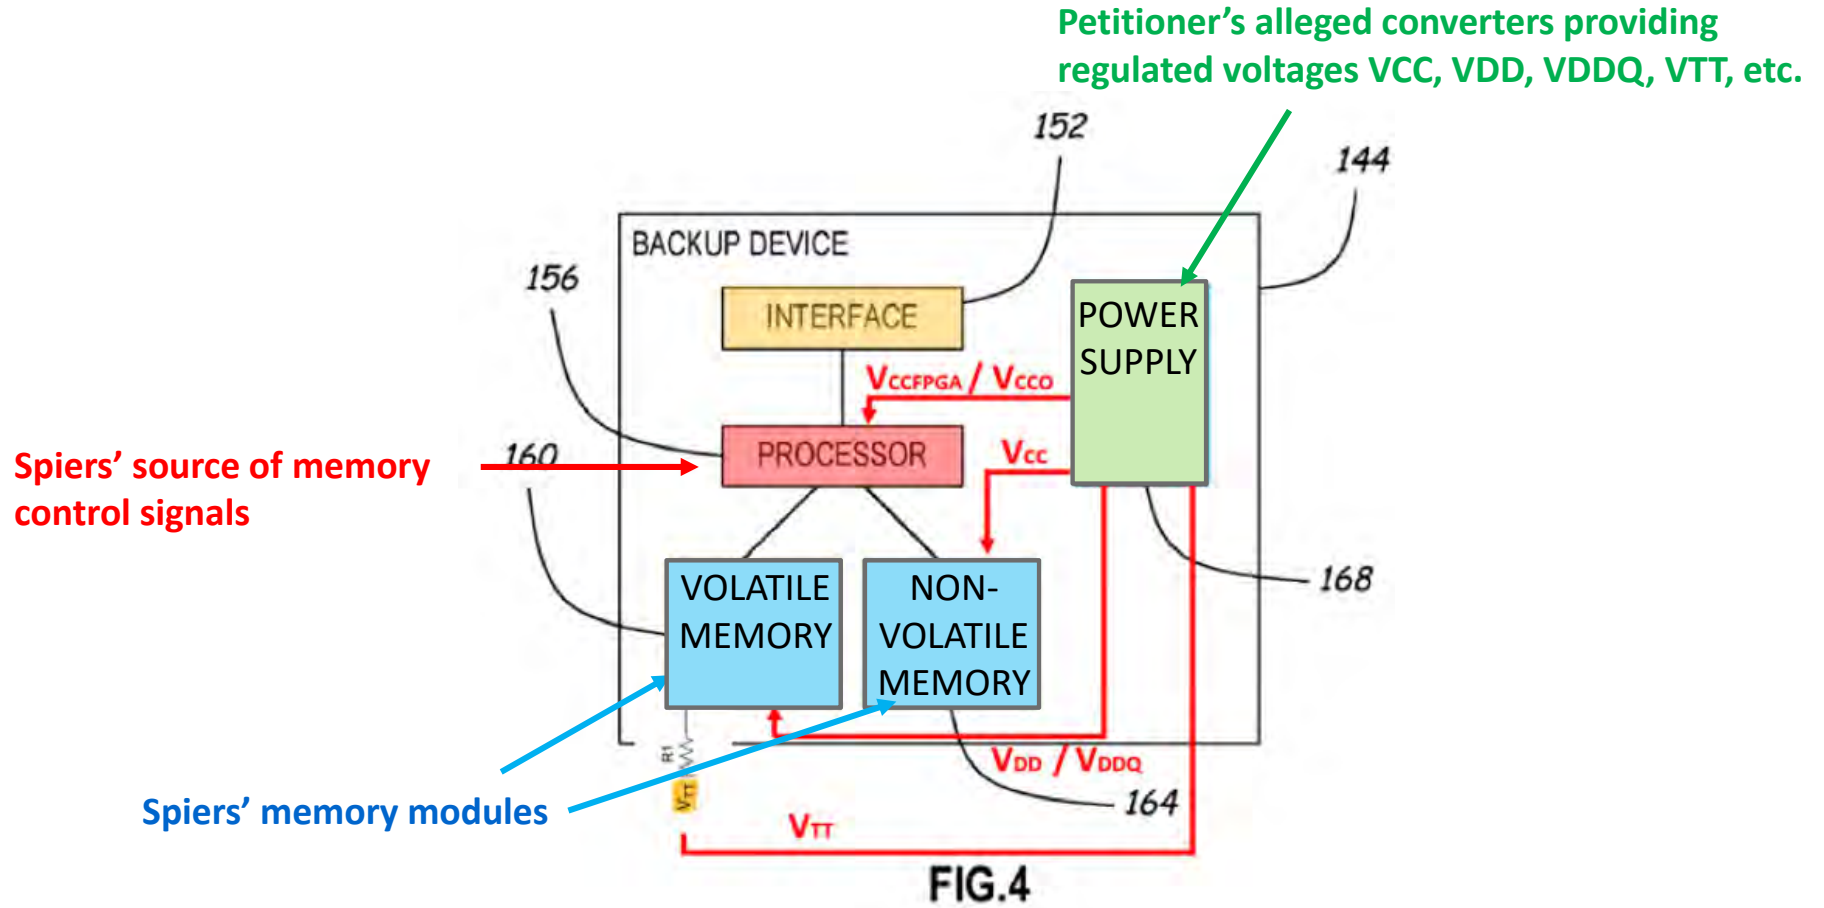 Petitioner’s alleged converters providing
regulated voltages VCC, VDD, VDDQ, VTT, etc.
152
144
BACKUP DEVICE
156
INTERFACE
POWER
SUPPLY
VCCFPGA / VCCO
160
PROCESSOR
VCC
Spiers’ source of memory
control signals
VOLATILE
MEMORY
NON-
VOLATILE
MEMORY
168
R1
VTT
VDD / VDDQ
164
Spiers’ memory modules
VTT
FIG.4